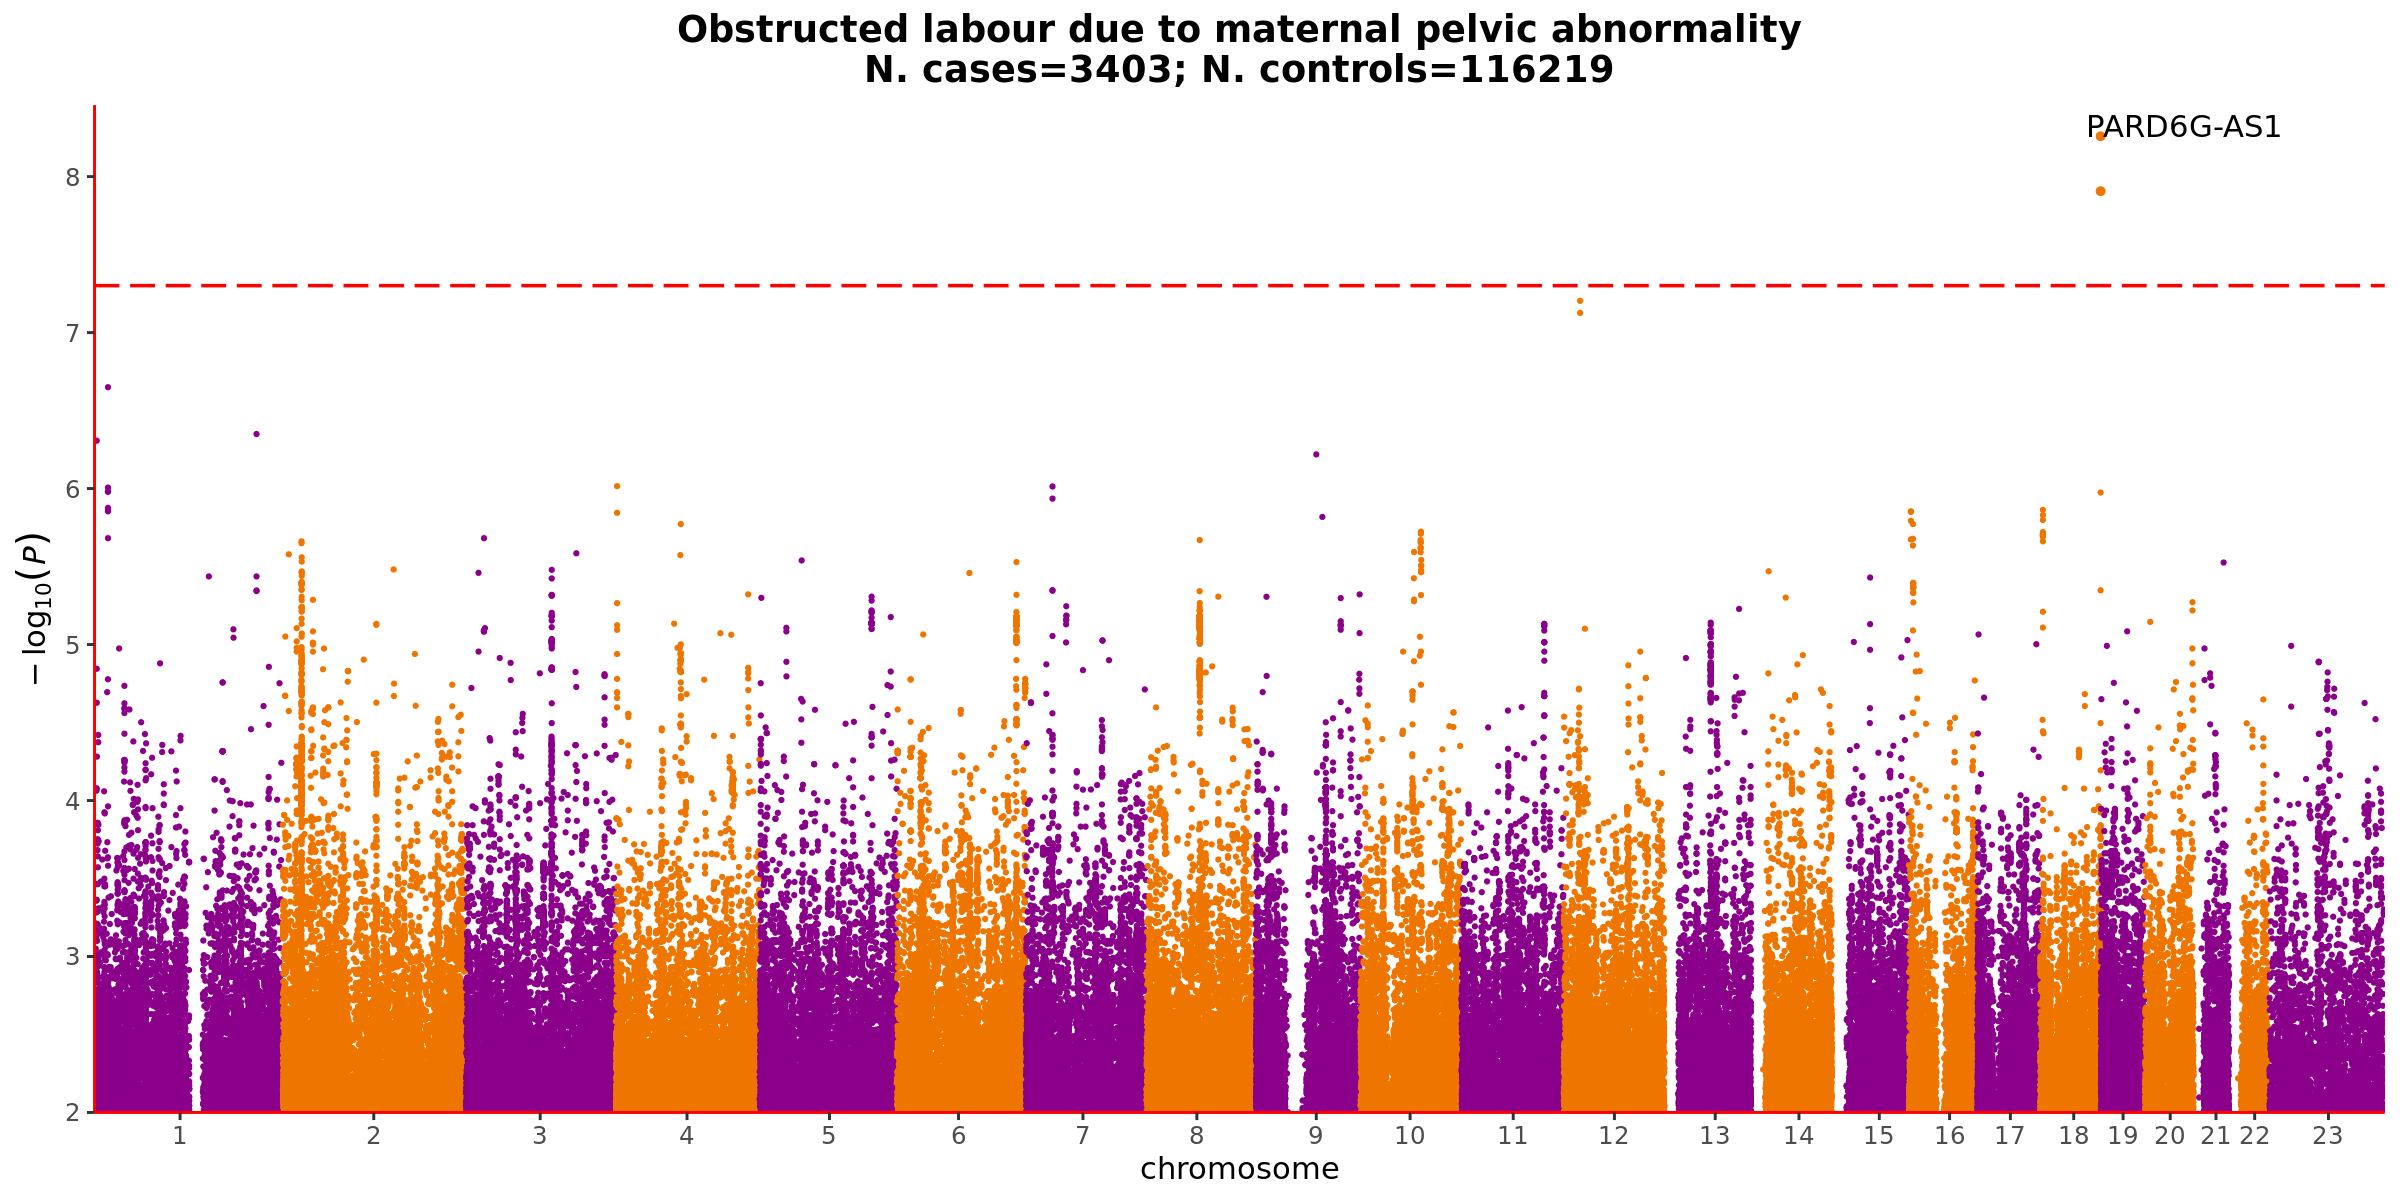 Obstructed labour due to maternal pelvic abnormality
N. cases=3403; N. controls=116219
PARD6G-AS1
8
7
6
5
4
3
2
− log10(P)
1 2 3 4 5 6 7 8 9 10 11 12 13 14 15 16 17 18 19 20 21 22 23
chromosome